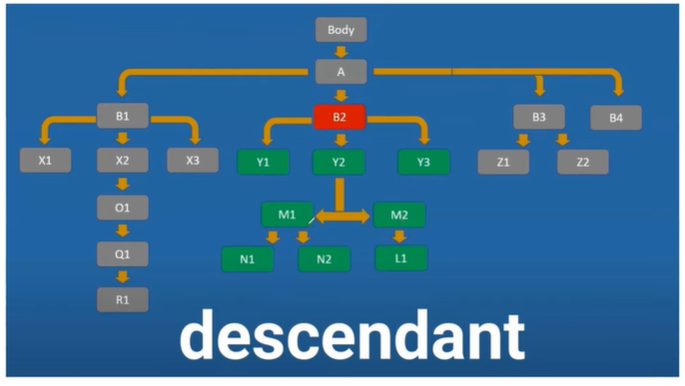 Body
A
B1
B2
B3
B4
X1
X2
X3
Y1
Y2
Y3
Z1
Z2
O1
M1
M2
Q1
N1
N2
L1
R1
descendant